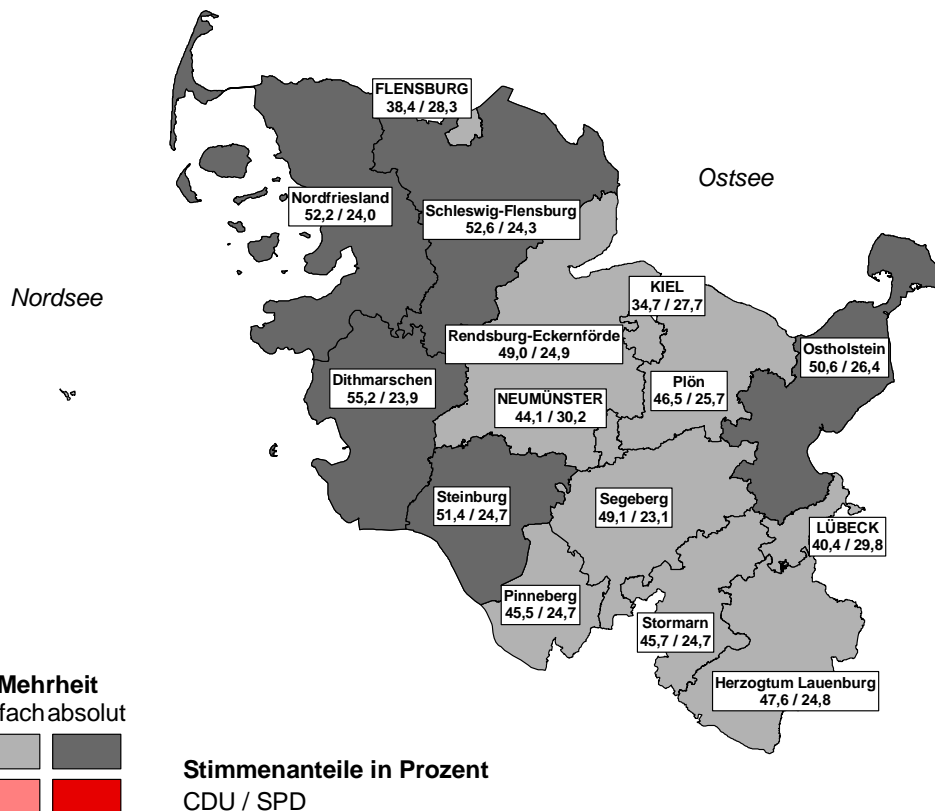 FLENSBURG
38,4 / 28,3
Ostsee
Nordfriesland
52,2 / 24,0
Schleswig-Flensburg
52,6 / 24,3
Nordsee
KIEL
34,7 / 27,7
Rendsburg-Eckernförde
49,0 / 24,9
Ostholstein
50,6 / 26,4
Dithmarschen
55,2 / 23,9
Plön
46,5 / 25,7
NEUMÜNSTER
44,1 / 30,2
Steinburg
51,4 / 24,7
Segeberg
49,1 / 23,1
LÜBECK
40,4 / 29,8
Pinneberg
45,5 / 24,7
Stormarn
45,7 / 24,7
Herzogtum Lauenburg
47,6 / 24,8
Mehrheit
fach absolut
Stimmenanteile in Prozent
CDU / SPD